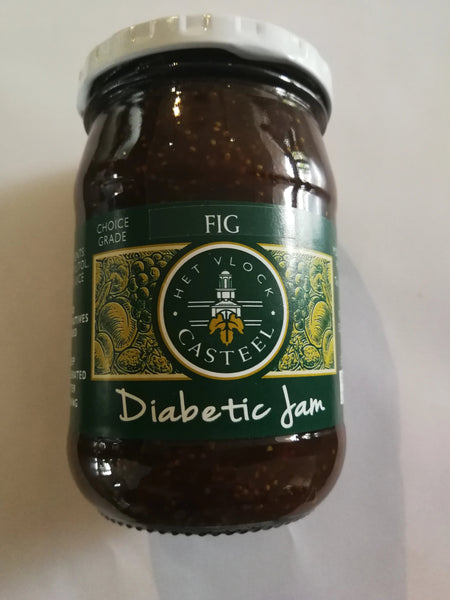 CHOICE
GRADE
FIG
HET VLOCK
CASTEEL
Diabetic Jam